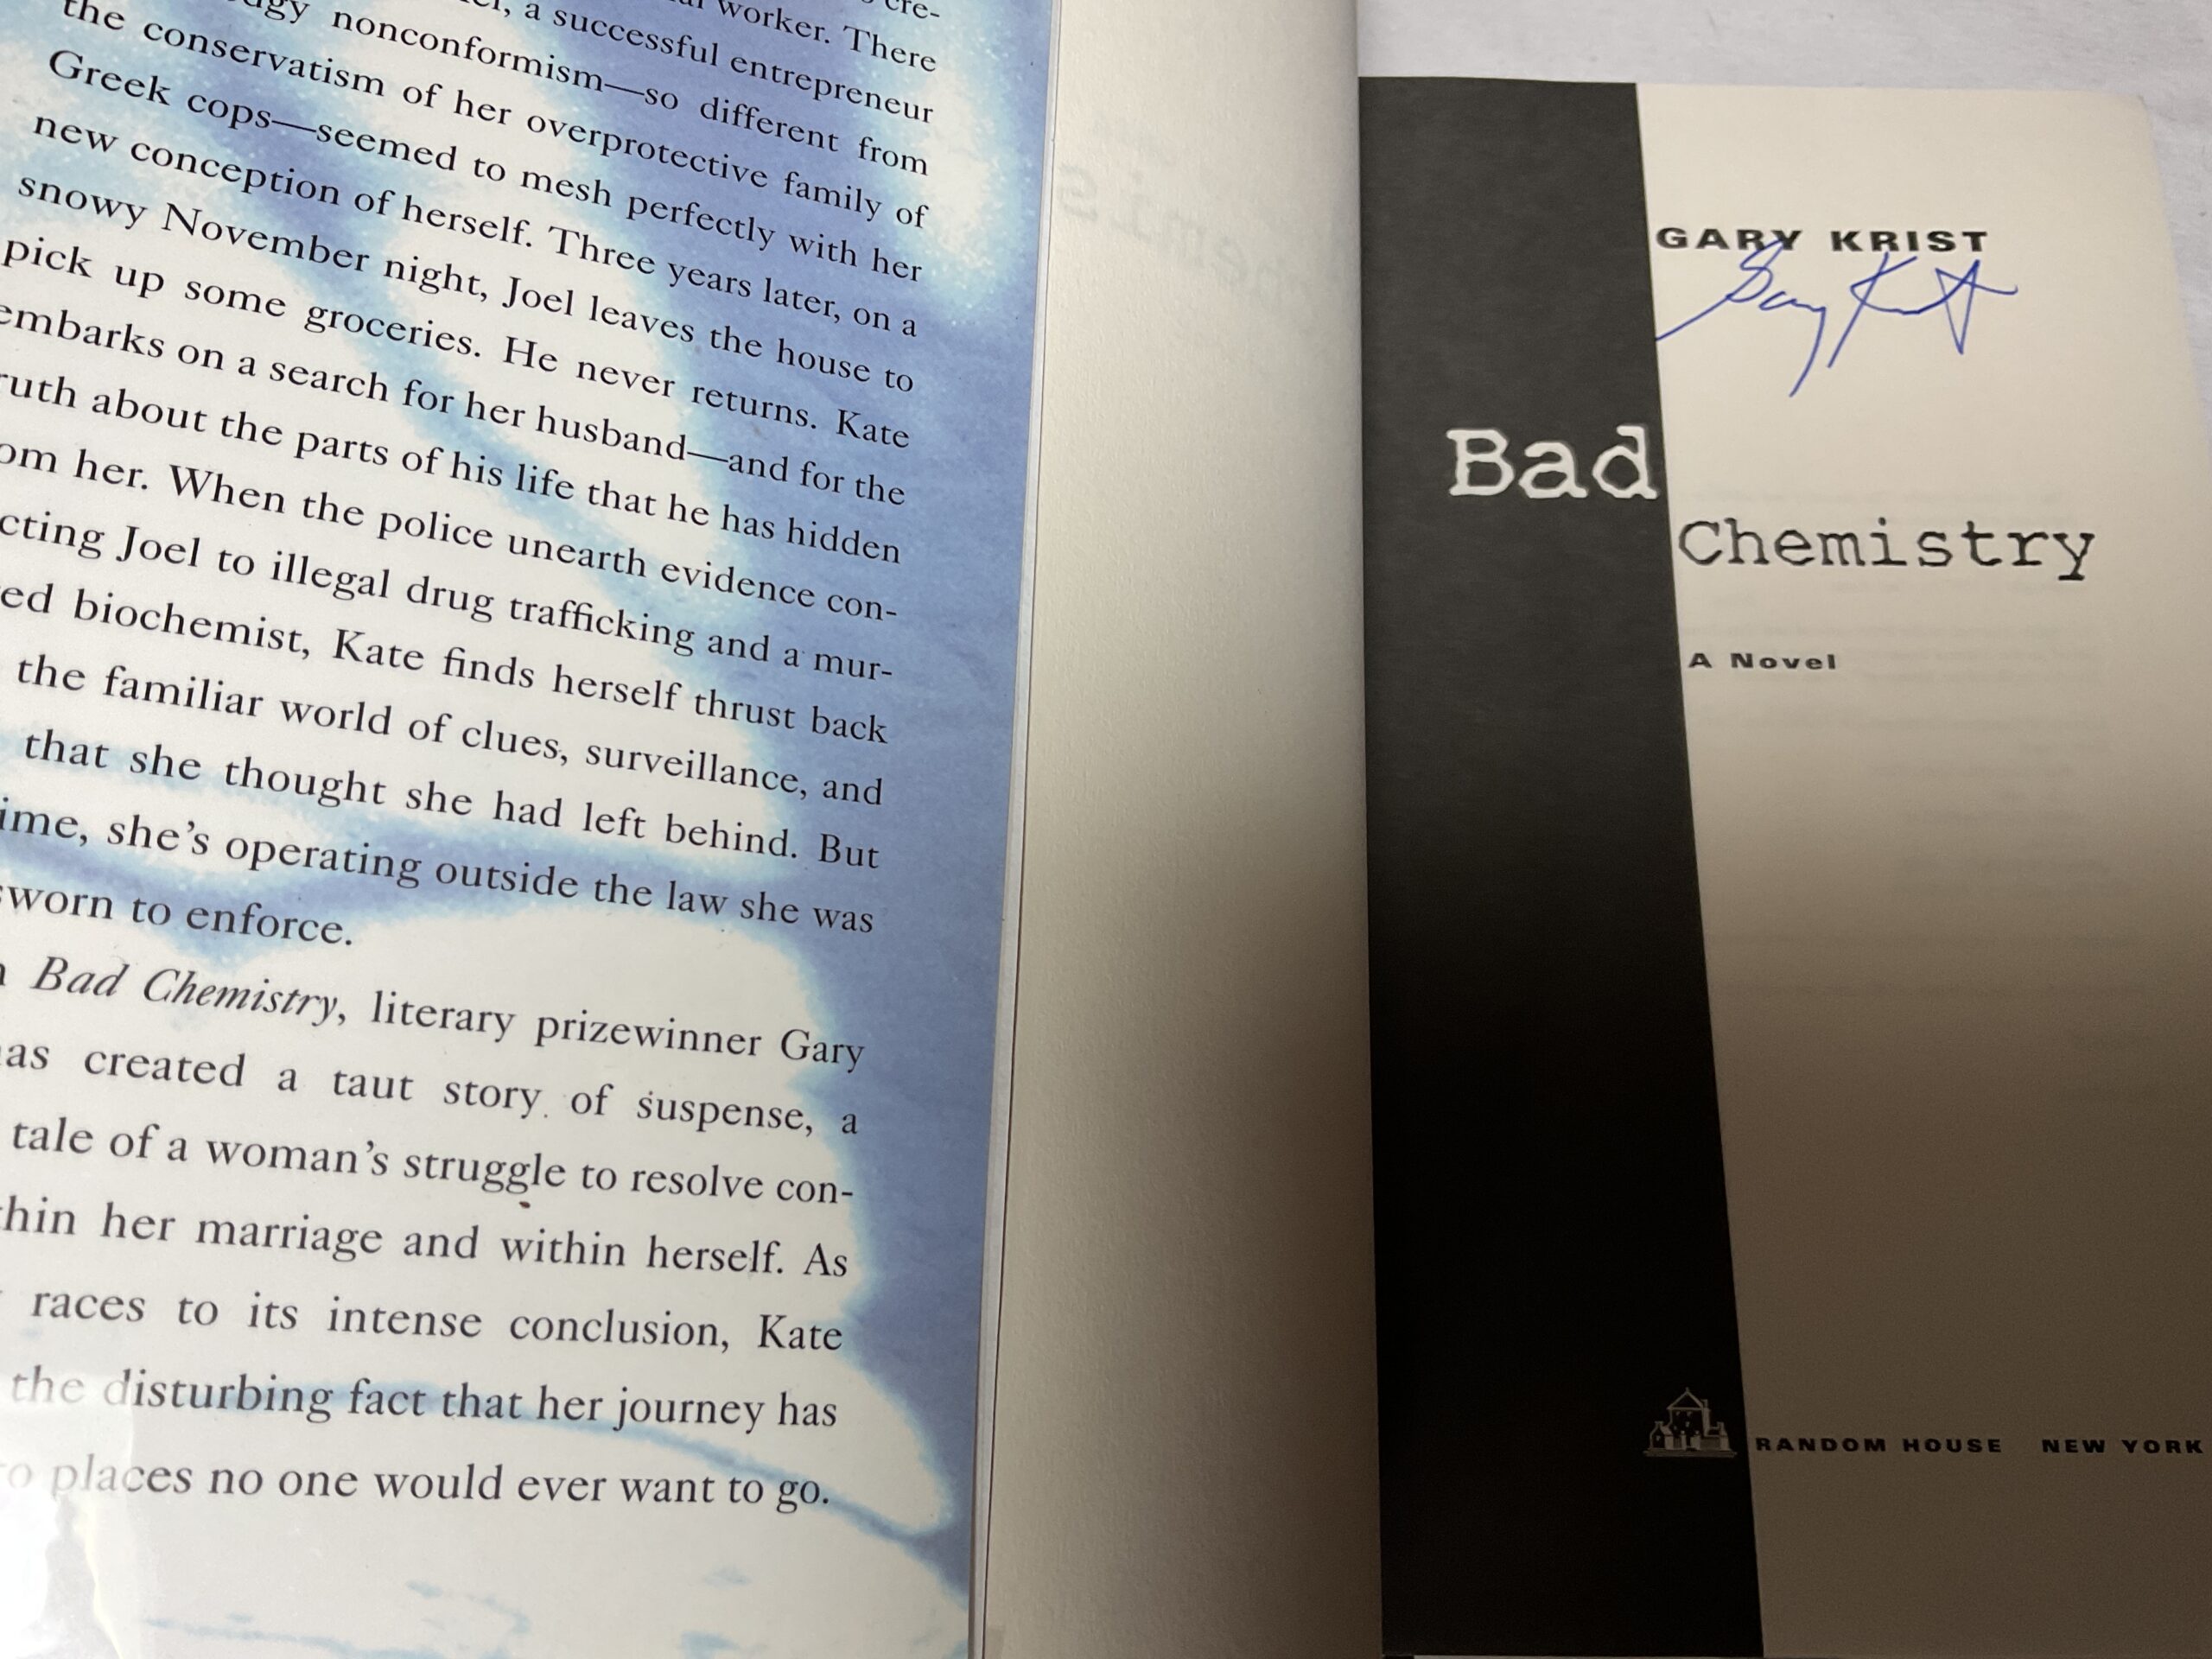 cre-
worker. There
a successful entrepreneur
nonconformism—so different from
the conservatism of her overprotective family of
Greek cops—seemed to mesh perfectly with her
new conception of herself. Three years later, on a
snowy November night, Joel leaves the house to
pick up some groceries. He never returns. Kate
embarks on a search for her husband—and for the
about the parts of his life that he has hidden
her. When the police unearth evidence con-
Joel to illegal drug trafficking and a mur-
biochemist, Kate finds herself thrust back
the familiar world of clues, surveillance, and
that she thought she had left behind. But
she's operating outside the law she was
sworn to enforce.
Bad Chemistry, literary prizewinner Gary
created a taut story of suspense, a
tale of a woman's struggle to resolve con-
her marriage and within herself. As
races to its intense conclusion, Kate
the disturbing fact that her journey has
places no one would ever want to go.
GARY KRIST
Gary Krist
Bad
Chemistry
A Novel
RANDOM HOUSE NEW YORK